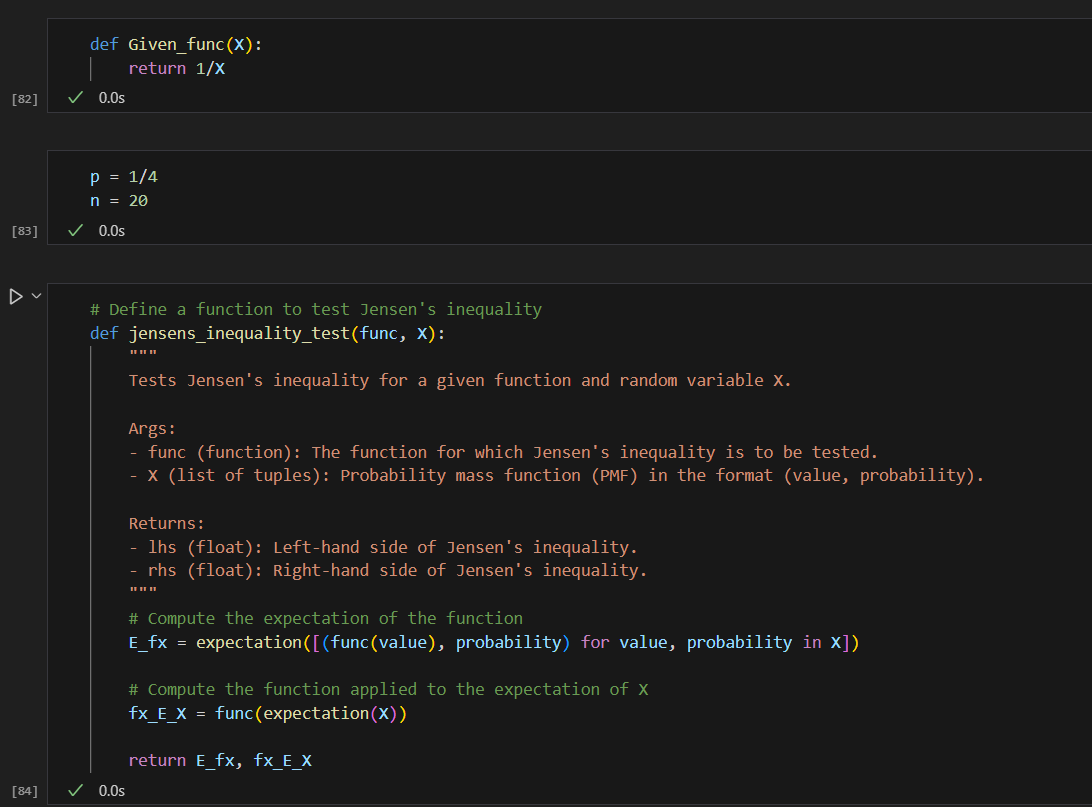 def Given_func(X):
    return 1/X
[82]
0.0s
p = 1/4
n = 20
[83]
0.0s
# Define a function to test Jensen's inequality
def jensens_inequality_test(func, X):
    """
    Tests Jensen's inequality for a given function and random variable X.
    Args:
    - func (function): The function for which Jensen's inequality is to be tested.
    - X (list of tuples): Probability mass function (PMF) in the format (value, probability).
    Returns:
    - lhs (float): Left-hand side of Jensen's inequality.
    - rhs (float): Right-hand side of Jensen's inequality.
    """
    # Compute the expectation of the function
    E_fx = expectation([(func(value), probability) for value, probability in X])
    # Compute the function applied to the expectation of X
    fx_E_X = func(expectation(X))
    return E_fx, fx_E_X
[84]
0.0s